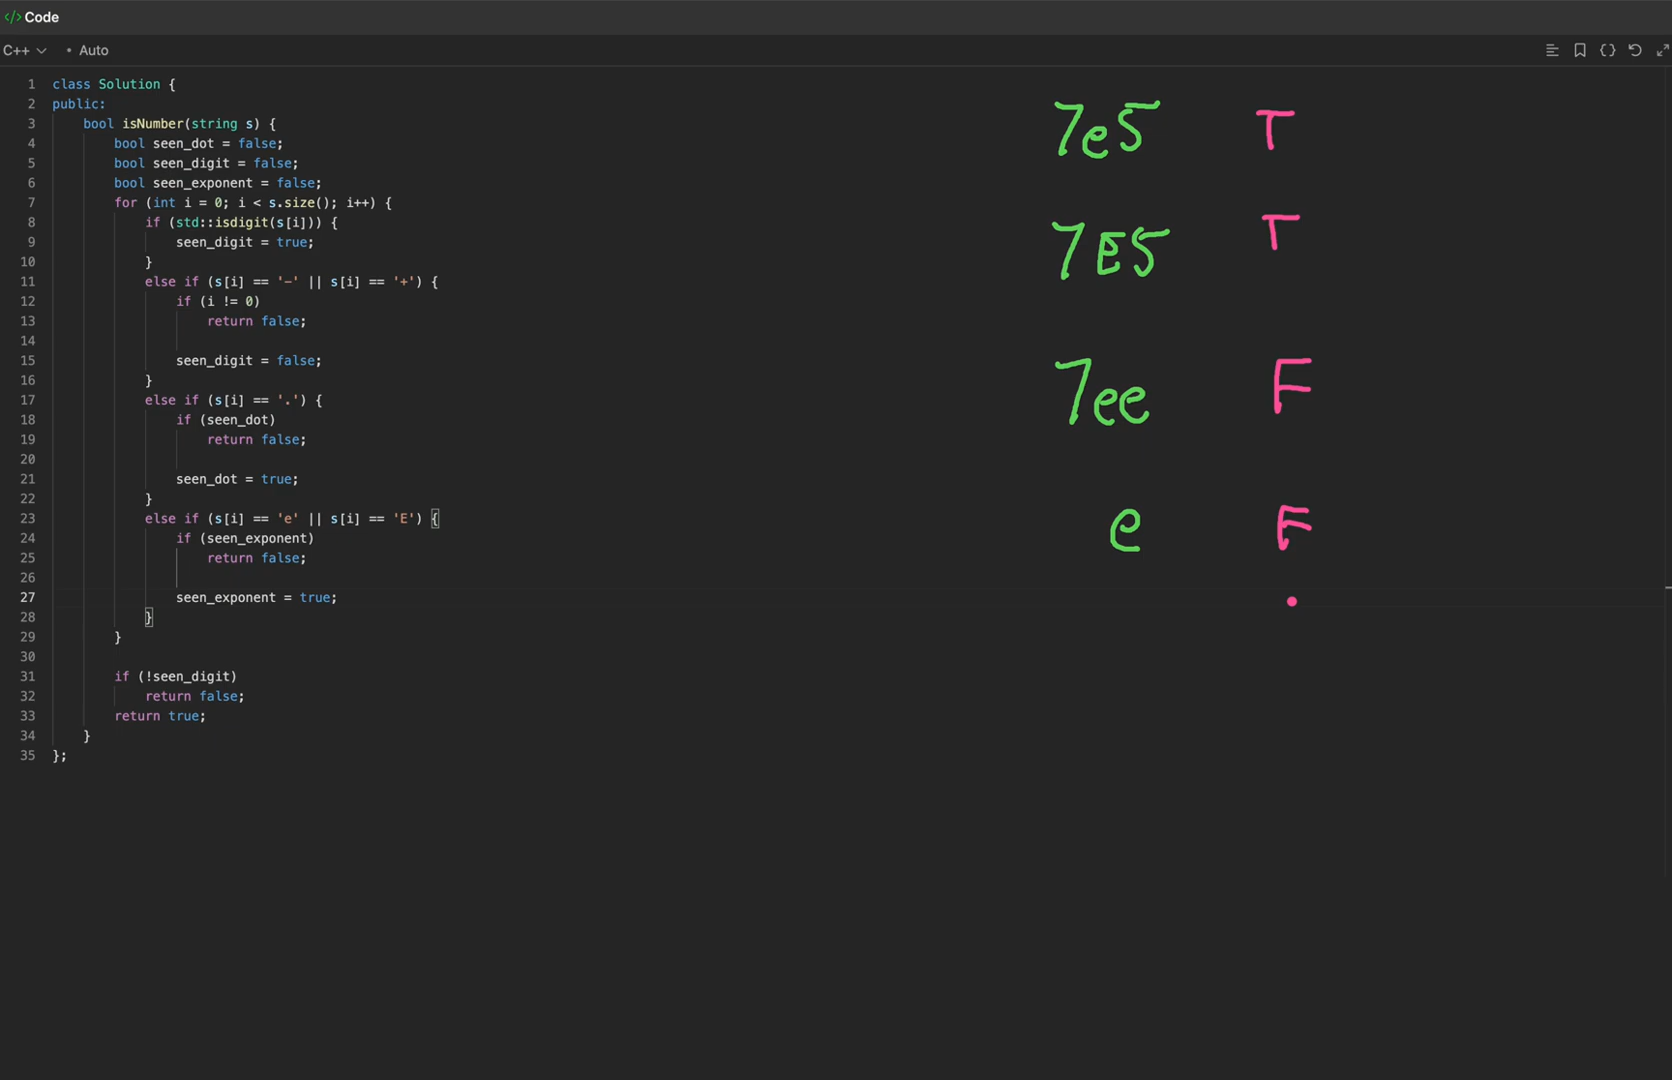 </> Code
C++ • Auto
1 class Solution {
2 public:
3     bool isNumber(string s) {
4         bool seen_dot = false;
5         bool seen_digit = false;
6         bool seen_exponent = false;
7         for (int i = 0; i < s.size(); i++) {
8             if (std::isdigit(s[i])) {
9                 seen_digit = true;
10             }
11             else if (s[i] == '-' || s[i] == '+') {
12                 if (i != 0)
13                     return false;
14
15                 seen_digit = false;
16             }
17             else if (s[i] == '.') {
18                 if (seen_dot)
19                     return false;
20
21                 seen_dot = true;
22             }
23             else if (s[i] == 'e' || s[i] == 'E') {
24                 if (seen_exponent)
25                     return false;
26
27                 seen_exponent = true;
28             }
29         }
30
31         if (!seen_digit)
32             return false;
33         return true;
34     }
35 };
7e5 T
7E5 T
7ee F
e F